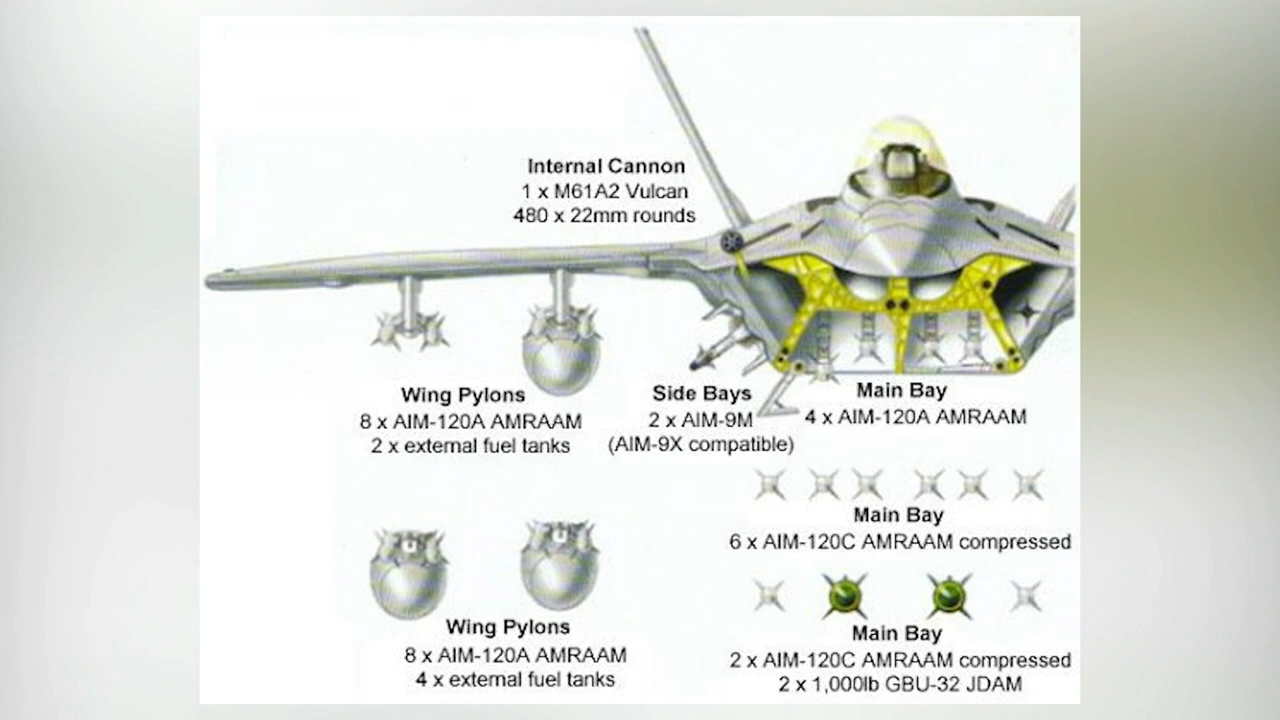 Internal Cannon
1 x M61A2 Vulcan
480 x 22mm rounds
Wing Pylons
8 x AIM-120A AMRAAM
2 x external fuel tanks
Side Bays
2 x AIM-9M
(AIM-9X compatible)
Main Bay
4 x AIM-120A AMRAAM
Main Bay
6 x AIM-120C AMRAAM compressed
Wing Pylons
8 x AIM-120A AMRAAM
4 x external fuel tanks
Main Bay
2 x AIM-120C AMRAAM compressed
2 x 1,000lb GBU-32 JDAM